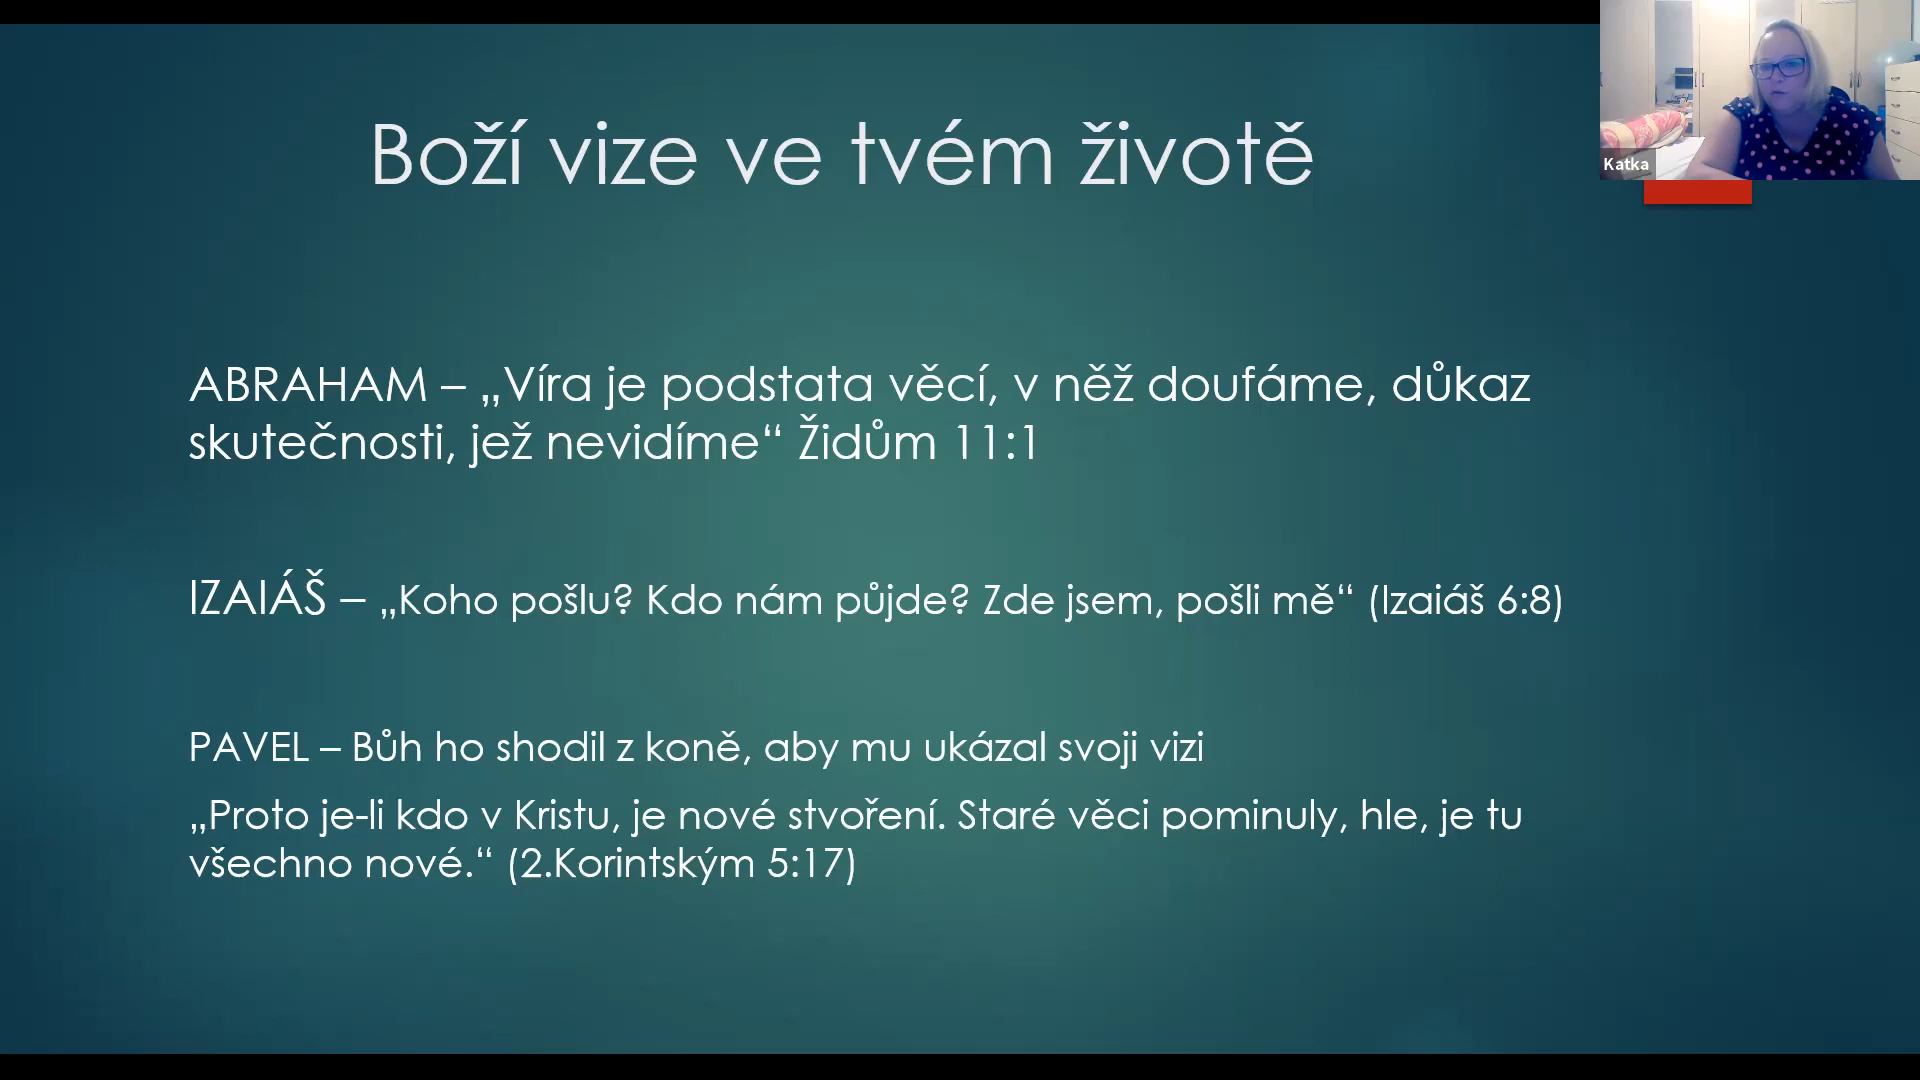 Boží vize ve tvém životě
Katka
ABRAHAM – „Víra je podstata věcí, v něž doufáme, důkaz
skutečnosti, jež nevidíme“ Židům 11:1
IZAIÁŠ – „Koho pošlu? Kdo nám půjde? Zde jsem, pošli mě“ (Izaiáš 6:8)
PAVEL – Bůh ho shodil z koně, aby mu ukázal svoji vizi
„Proto je-li kdo v Kristu, je nové stvoření. Staré věci pominuly, hle, je tu
všechno nové.“ (2.Korintským 5:17)